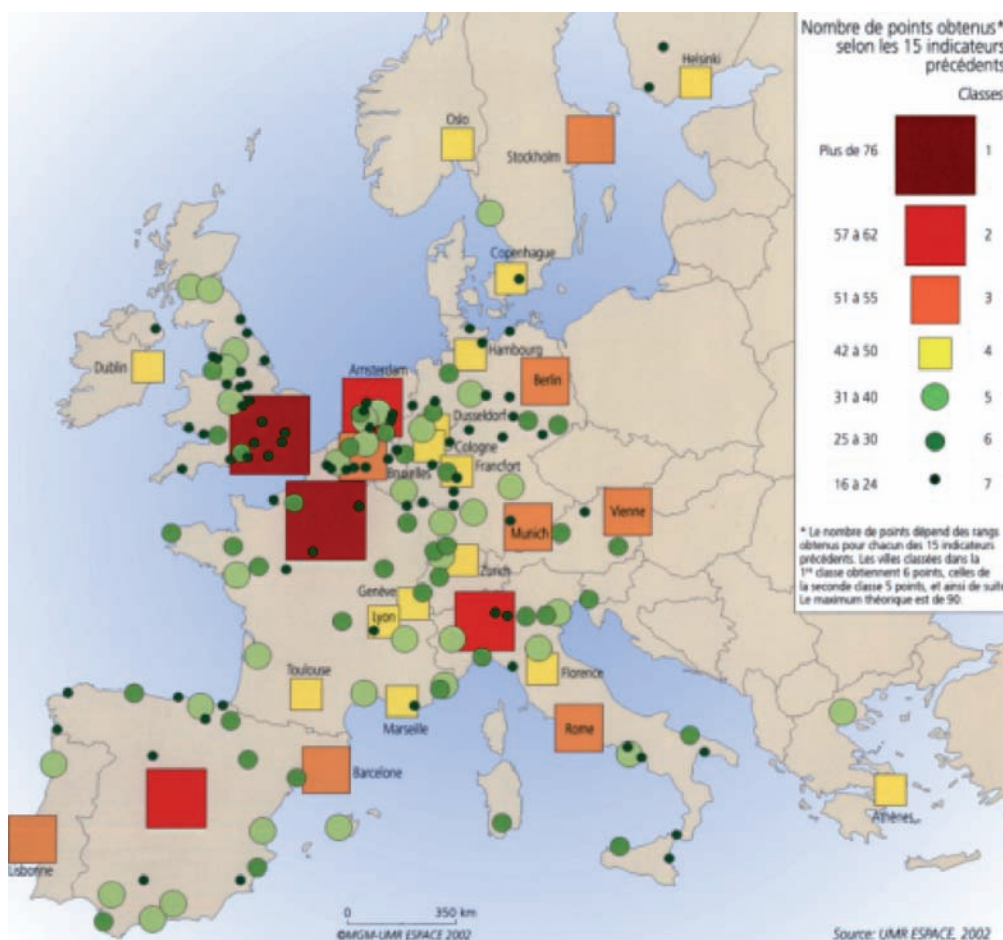 Nombre de points obtenus*
selon les 15 indicateurs
précédents
Classes
Plus de 76
1
57 à 62
2
51 à 55
3
42 à 50
4
31 à 40
5
25 à 30
6
16 à 24
7
* Le nombre de points dépend des rangs
obtenus pour chacun des 15 indicateurs
précédents. Les villes classées dans la
1re classe obtiennent 6 points, celles de
la seconde classe 5 points, et ainsi de suite
Le maximum théorique est de 90.
Helsinki
Oslo
Stockholm
Copenhague
Dublin
Hambourg
Amsterdam
Berlin
Dusseldorf
Cologne
Bruxelles
Francfort
Munich
Vienne
Zurich
Genève
Lyon
Toulouse
Florence
Marseille
Rome
Barcelone
Athènes
Lisbonne
0
350 km
©MGM-UMR ESPACE 2002
Source: UMR ESPACE, 2002